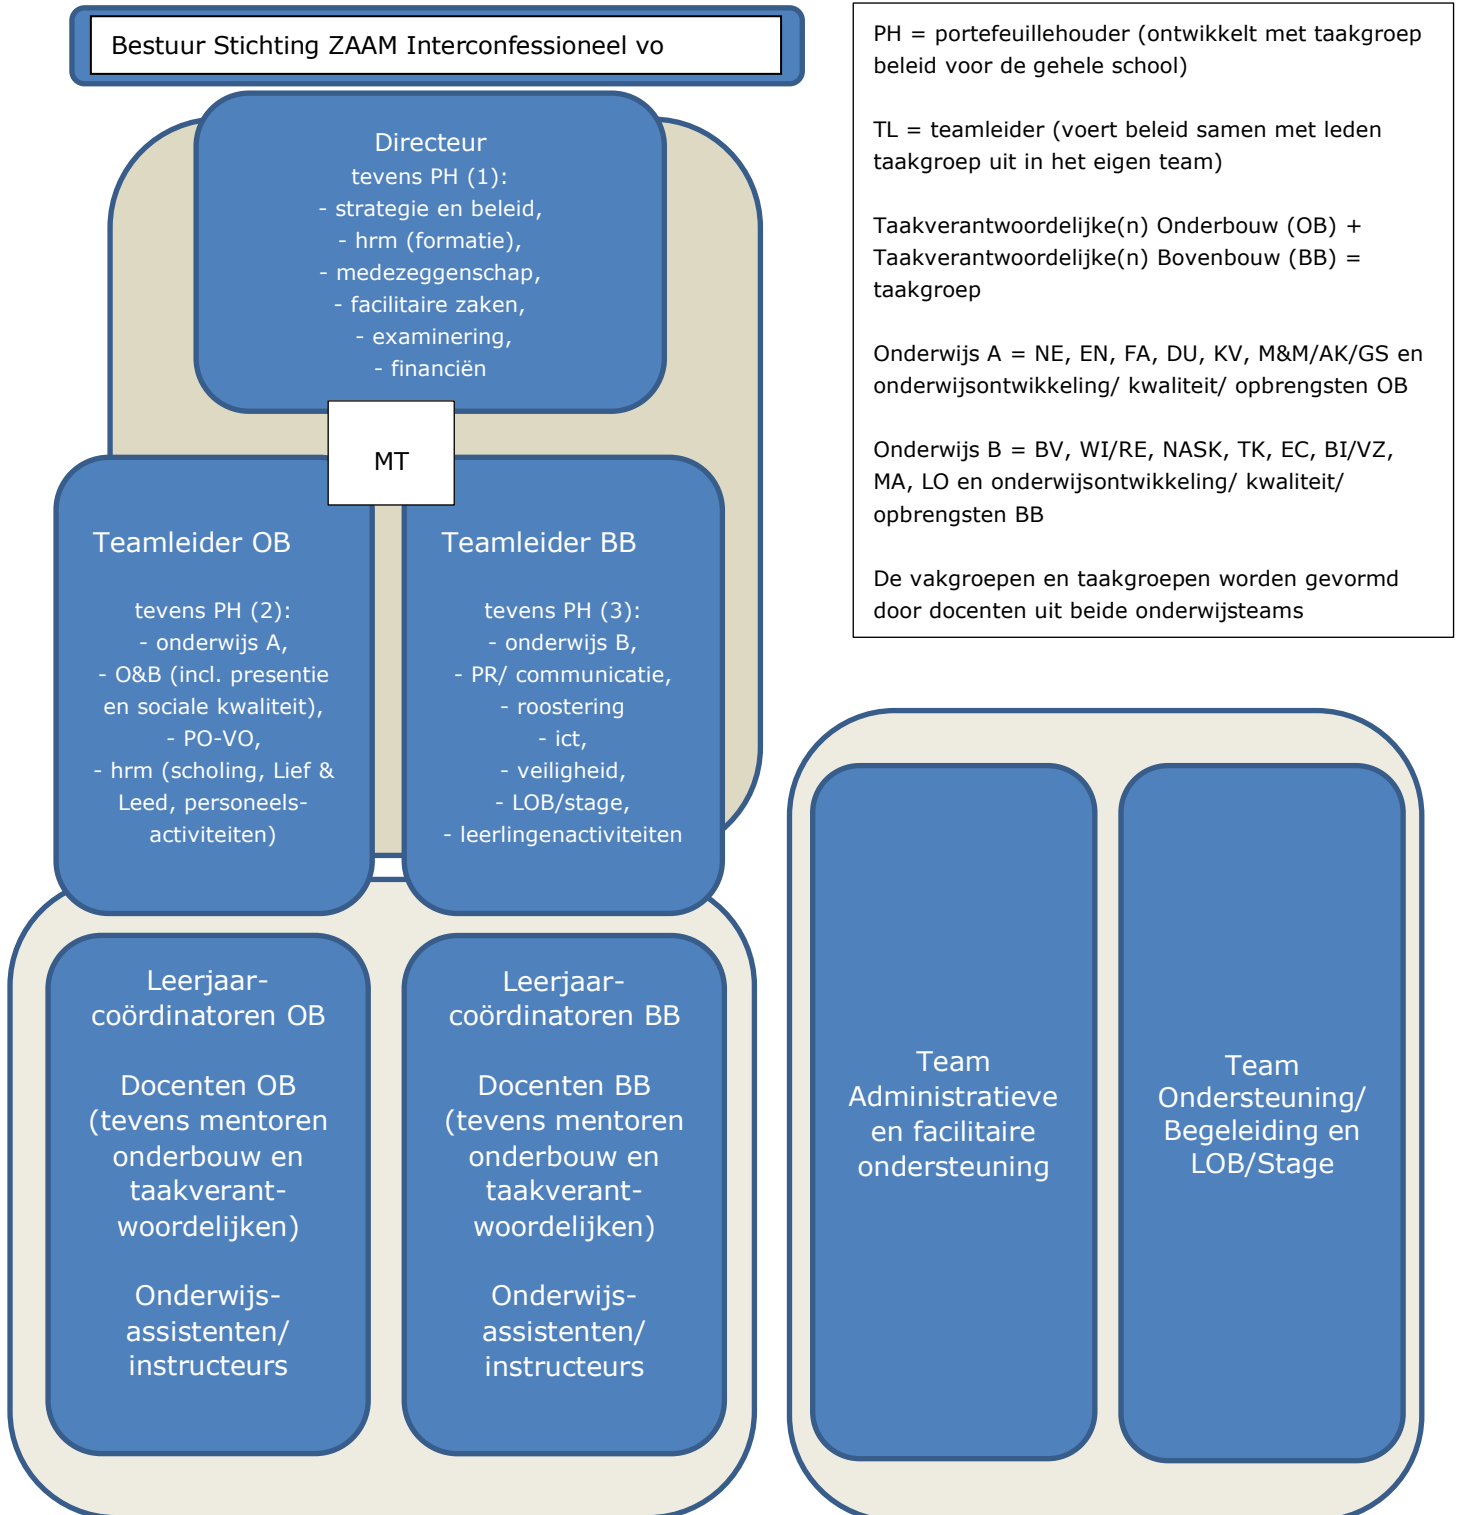 Bestuur Stichting ZAAM Interconfessioneel vo
Directeur
tevens PH (1):
- strategie en beleid,
- hrm (formatie),
- medezeggenschap,
- facilitaire zaken,
- examinering,
- financiën
MT
Teamleider OB
tevens PH (2):
- onderwijs A,
- O&B (incl. presentie
en sociale kwaliteit),
- PO-VO,
- hrm (scholing, Lief &
Leed, personeels-
activiteiten)
Teamleider BB
tevens PH (3):
- onderwijs B,
- PR/ communicatie,
- roostering
- ict,
- veiligheid,
- LOB/stage,
- leerlingenactiviteiten
Leerjaar-
coördinatoren OB
Docenten OB
(tevens mentoren
onderbouw en
taakverant-
woordelijken)
Onderwijs-
assistenten/
instructeurs
Leerjaar-
coördinatoren BB
Docenten BB
(tevens mentoren
onderbouw en
taakverant-
woordelijken)
Onderwijs-
assistenten/
instructeurs
PH = portefeuillehouder (ontwikkelt met taakgroep
beleid voor de gehele school)
TL = teamleider (voert beleid samen met leden
taakgroep uit in het eigen team)
Taakverantwoordelijke(n) Onderbouw (OB) +
Taakverantwoordelijke(n) Bovenbouw (BB) =
taakgroep
Onderwijs A = NE, EN, FA, DU, KV, M&M/AK/GS en
onderwijsontwikkeling/ kwaliteit/ opbrengsten OB
Onderwijs B = BV, WI/RE, NASK, TK, EC, BI/VZ,
MA, LO en onderwijsontwikkeling/ kwaliteit/
opbrengsten BB
De vakgroepen en taakgroepen worden gevormd
door docenten uit beide onderwijsteams
Team
Administratieve
en facilitaire
ondersteuning
Team
Ondersteuning/
Begeleiding en
LOB/Stage